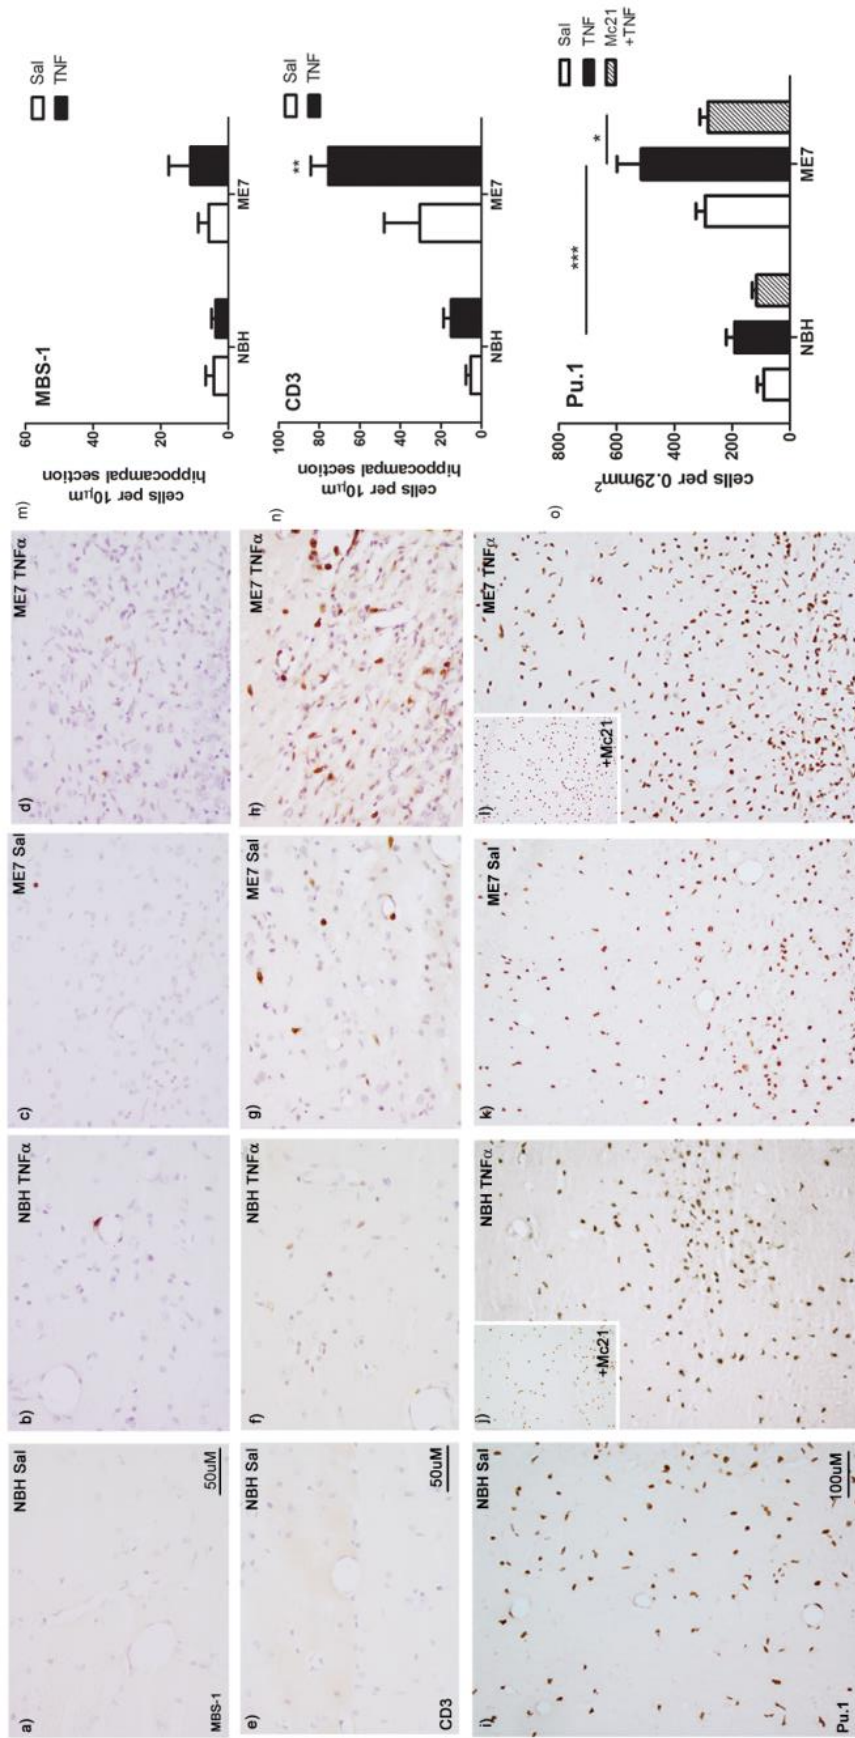 a)
NBH Sal
MBS-1
50uM
b)
NBH TNFα
c)
ME7 Sal
d)
ME7 TNFα
m)
MBS-1
cells per 10μm
hippocampal section
60
40
20
0
NBH
ME7
Sal
TNF
e)
NBH Sal
CD3
50uM
f)
NBH TNFα
g)
ME7 Sal
h)
ME7 TNFα
n)
CD3
cells per 10μm
hippocampal section
100
80
60
40
20
0
NBH
ME7
**
Sal
TNF
i)
NBH Sal
Pu.1
100uM
j)
NBH TNFα
+Mc21
k)
ME7 Sal
l)
ME7 TNFα
+Mc21
o)
Pu.1
cells per 0.29mm²
800
600
400
200
0
NBH
ME7
***
*
Sal
TNF
Mc21
+TNF